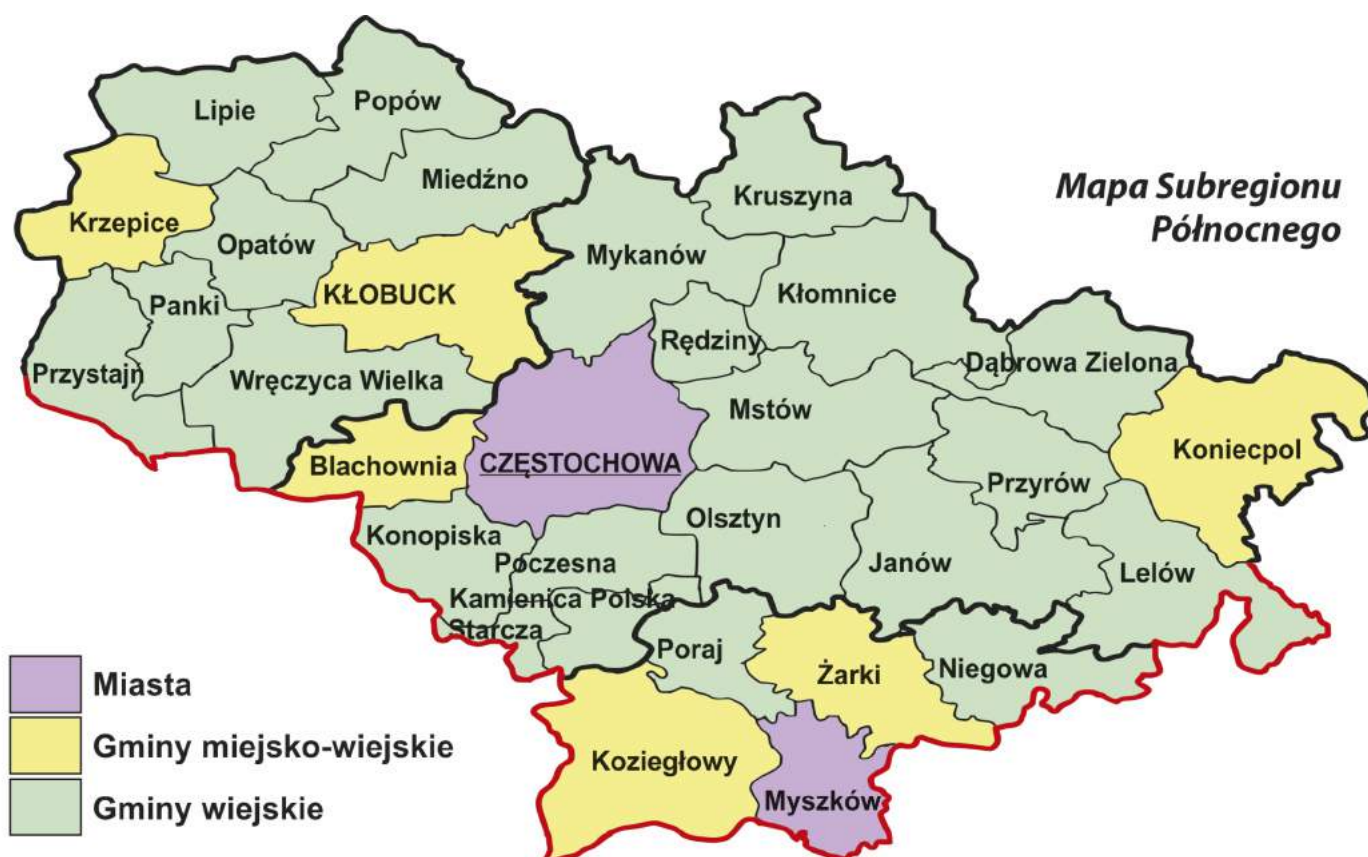 Lipie
Popów
Miedźno
Kruszyna
Mapa Subregionu
Północnego
Krzepice
Opatów
Mykanów
Panki
KŁOBUCK
Kłomnice
Rędziny
Przystajń
Wręczyca Wielka
Dąbrowa Zielona
Mstów
Blachownia
CZĘSTOCHOWA
Koniecpol
Przyrów
Olsztyn
Konopiska
Poczesna
Janów
Lelów
Kamienica Polska
Starcza
Poraj
Żarki
Niegowa
Koziegłowy
Myszków
Miasta
Gminy miejsko-wiejskie
Gminy wiejskie